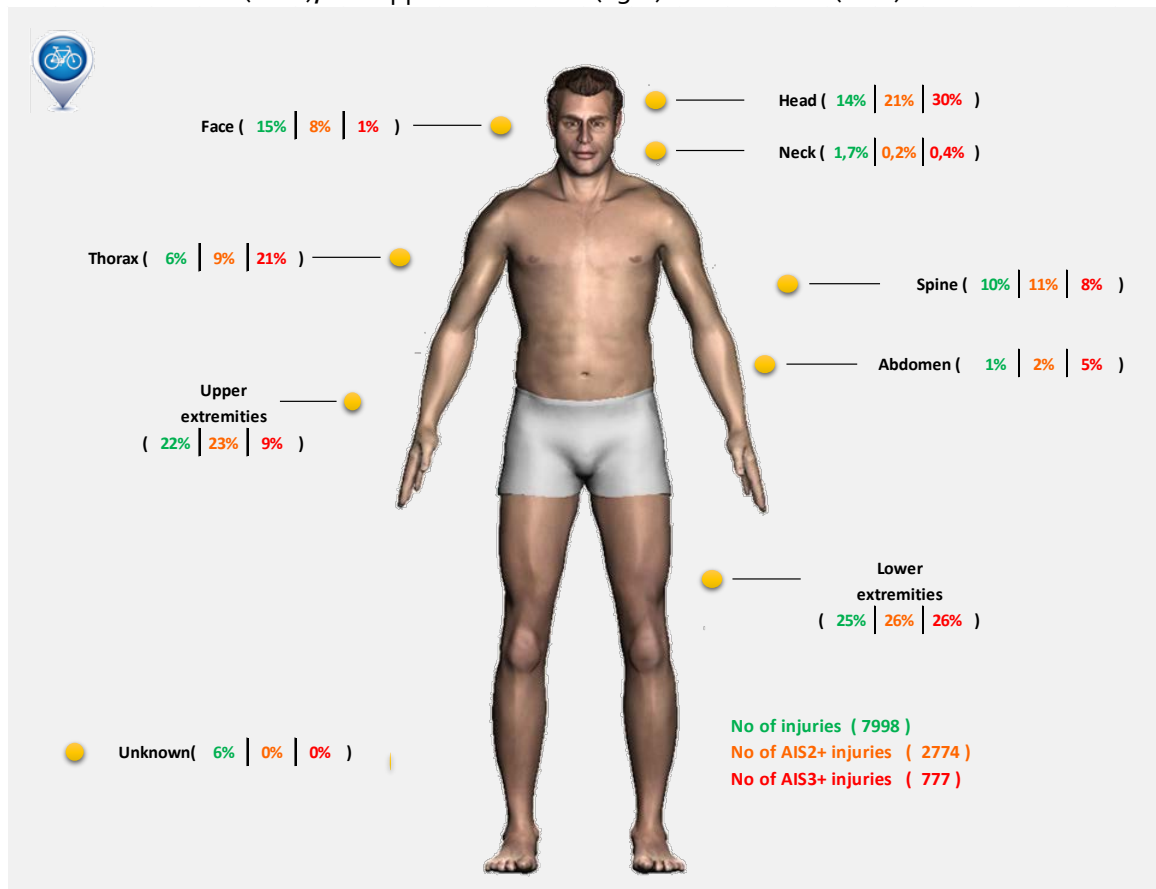 Head ( 14% | 21% | 30% )
Face ( 15% | 8% | 1% )
Neck ( 1,7% | 0,2% | 0,4% )
Thorax ( 6% | 9% | 21% )
Spine ( 10% | 11% | 8% )
Abdomen ( 1% | 2% | 5% )
Upper
extremities
( 22% | 23% | 9% )
Lower
extremities
( 25% | 26% | 26% )
No of injuries ( 7998 )
No of AIS2+ injuries ( 2774 )
No of AIS3+ injuries ( 777 )
Unknown( 6% | 0% | 0% )